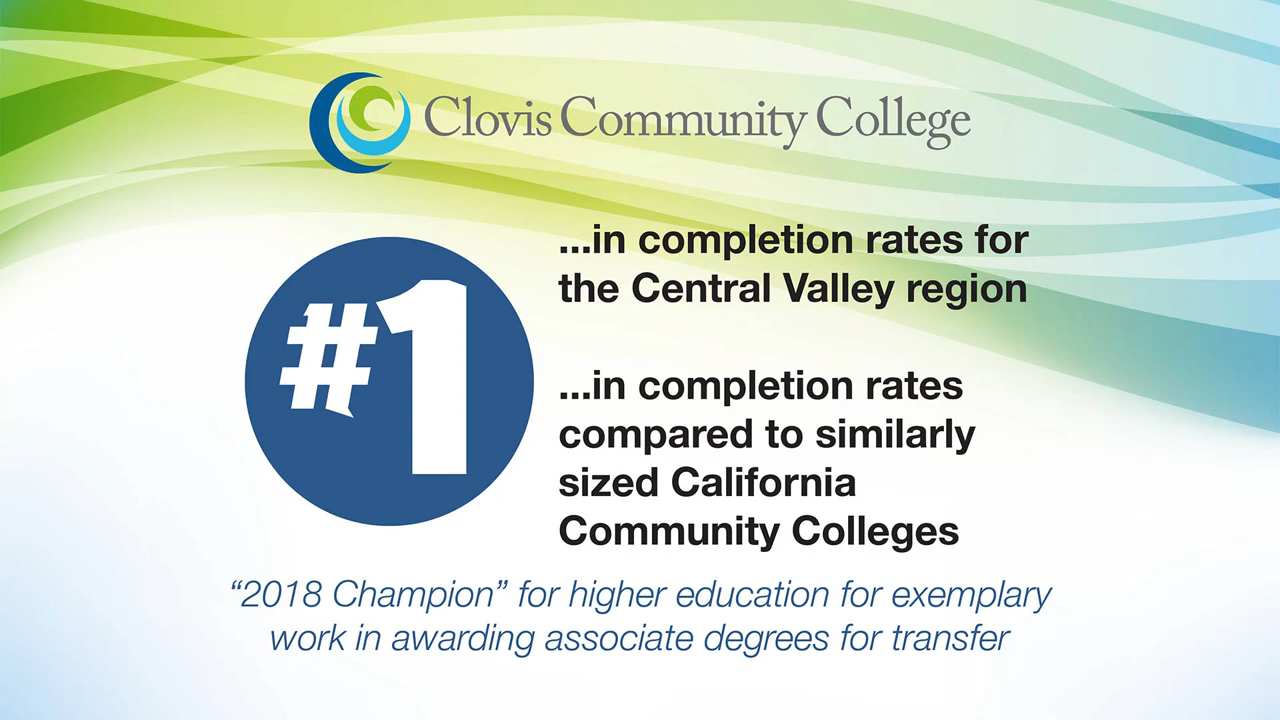 Clovis Community College
#1
...in completion rates for
the Central Valley region
...in completion rates
compared to similarly
sized California
Community Colleges
“2018 Champion” for higher education for exemplary
work in awarding associate degrees for transfer